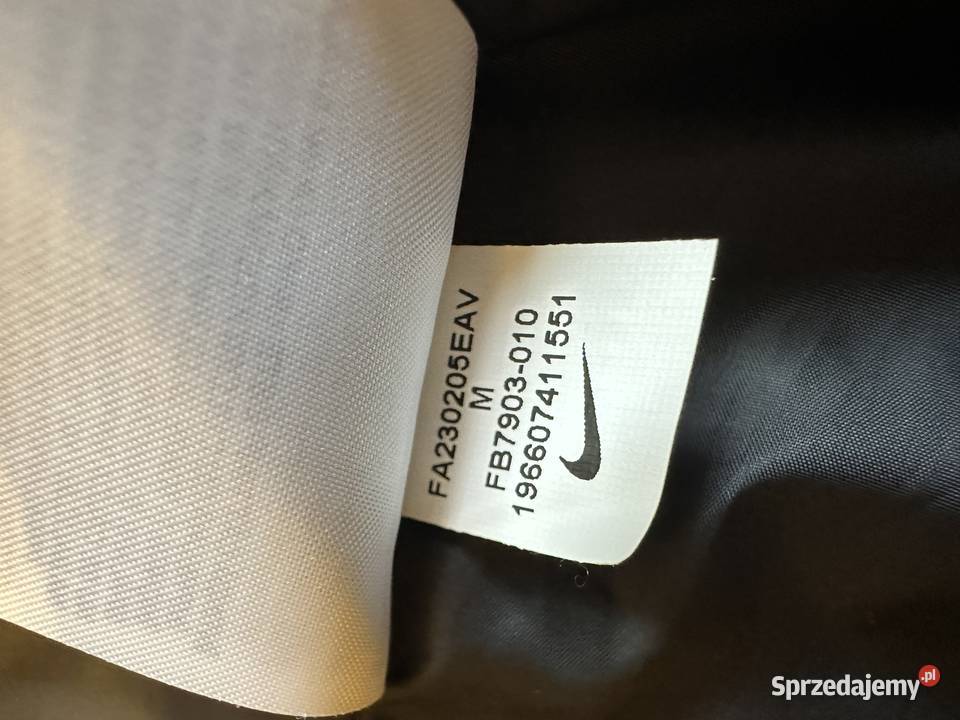 FA230205EAV
M
FB7903-010
196607411551
Sprzedajemy.pl